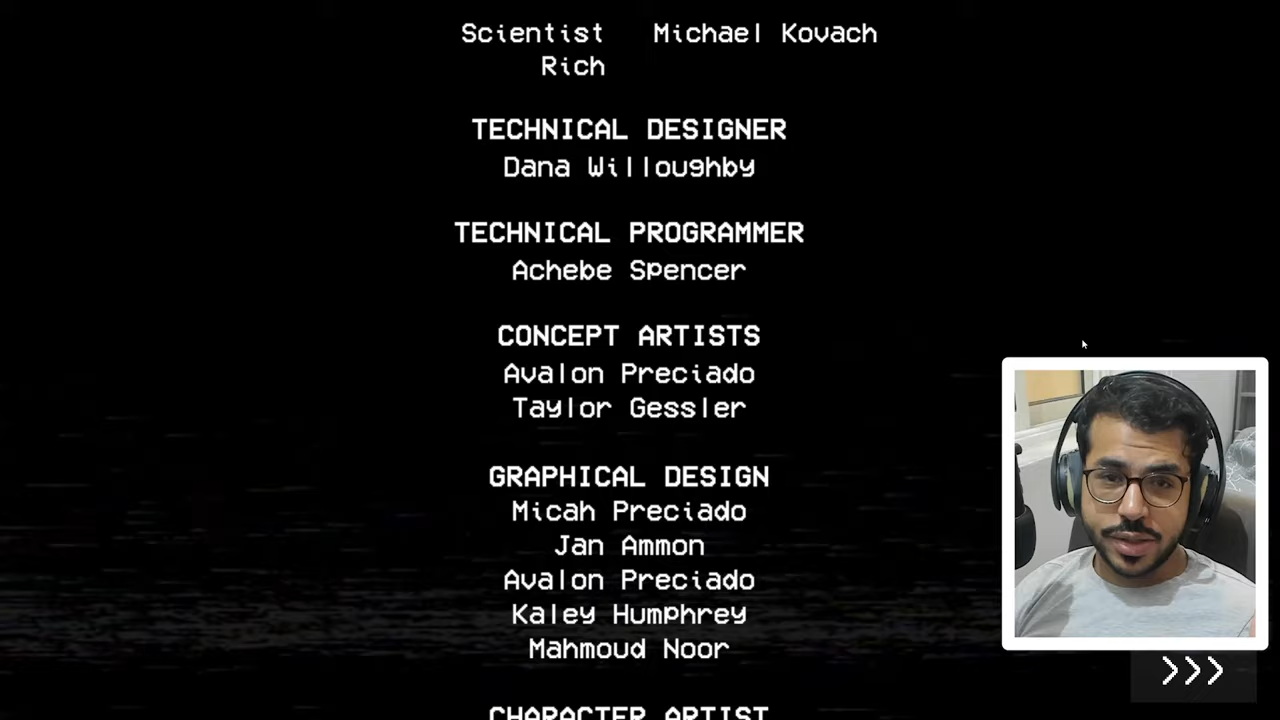 Scientist Michael Kovach
Rich
TECHNICAL DESIGNER
Dana Willoughby
TECHNICAL PROGRAMMER
Achebe Spencer
CONCEPT ARTISTS
Avalon Preciado
Taylor Gessler
GRAPHICAL DESIGN
Micah Preciado
Jan Ammon
Avalon Preciado
Kaley Humphrey
Mahmoud Noor
CHARACTER ARTIST
>>>